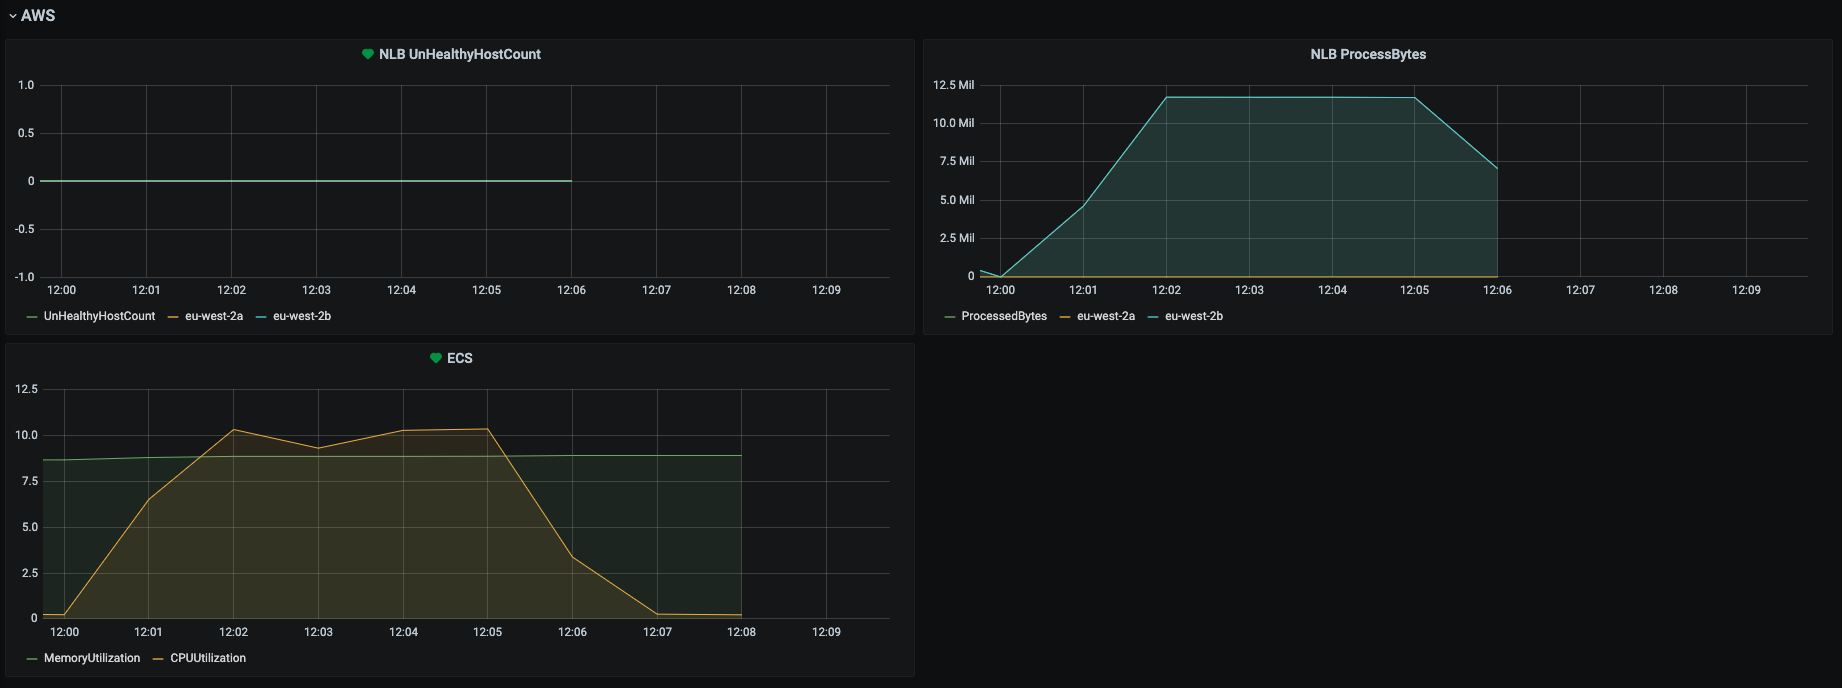 AWS
NLB UnHealthyHostCount
1.0
0.5
0
-0.5
-1.0
12:00 12:01 12:02 12:03 12:04 12:05 12:06 12:07 12:08 12:09
UnHealthyHostCount eu-west-2a eu-west-2b
NLB ProcessBytes
12.5 Mil
10.0 Mil
7.5 Mil
5.0 Mil
2.5 Mil
0
12:00 12:01 12:02 12:03 12:04 12:05 12:06 12:07 12:08 12:09
ProcessedBytes eu-west-2a eu-west-2b
ECS
12.5
10.0
7.5
5.0
2.5
0
12:00 12:01 12:02 12:03 12:04 12:05 12:06 12:07 12:08 12:09
MemoryUtilization CPUUtilization